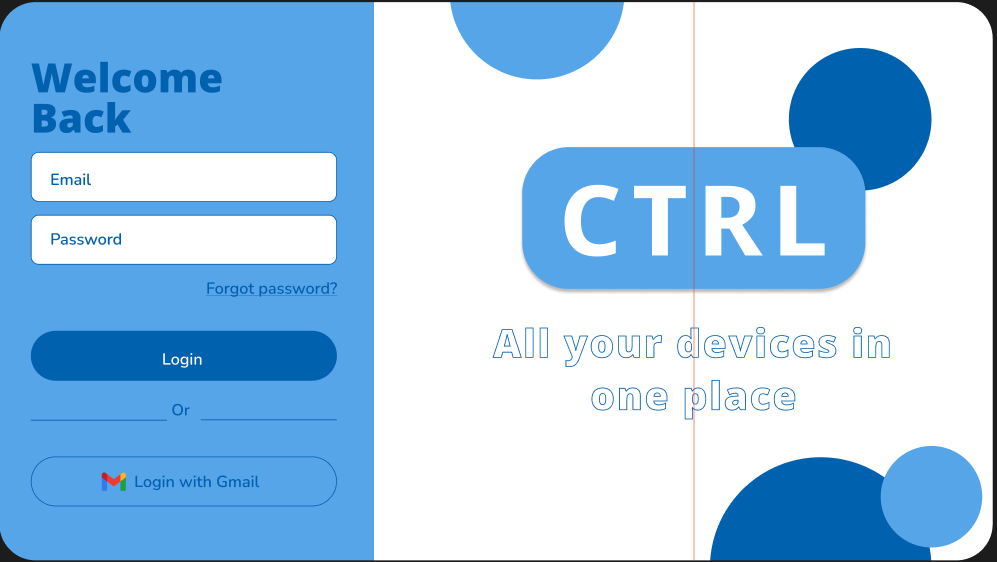 Welcome
Back
Email
Password
Forgot password?
Login
Or
Login with Gmail
CTRL
All your devices in
one place